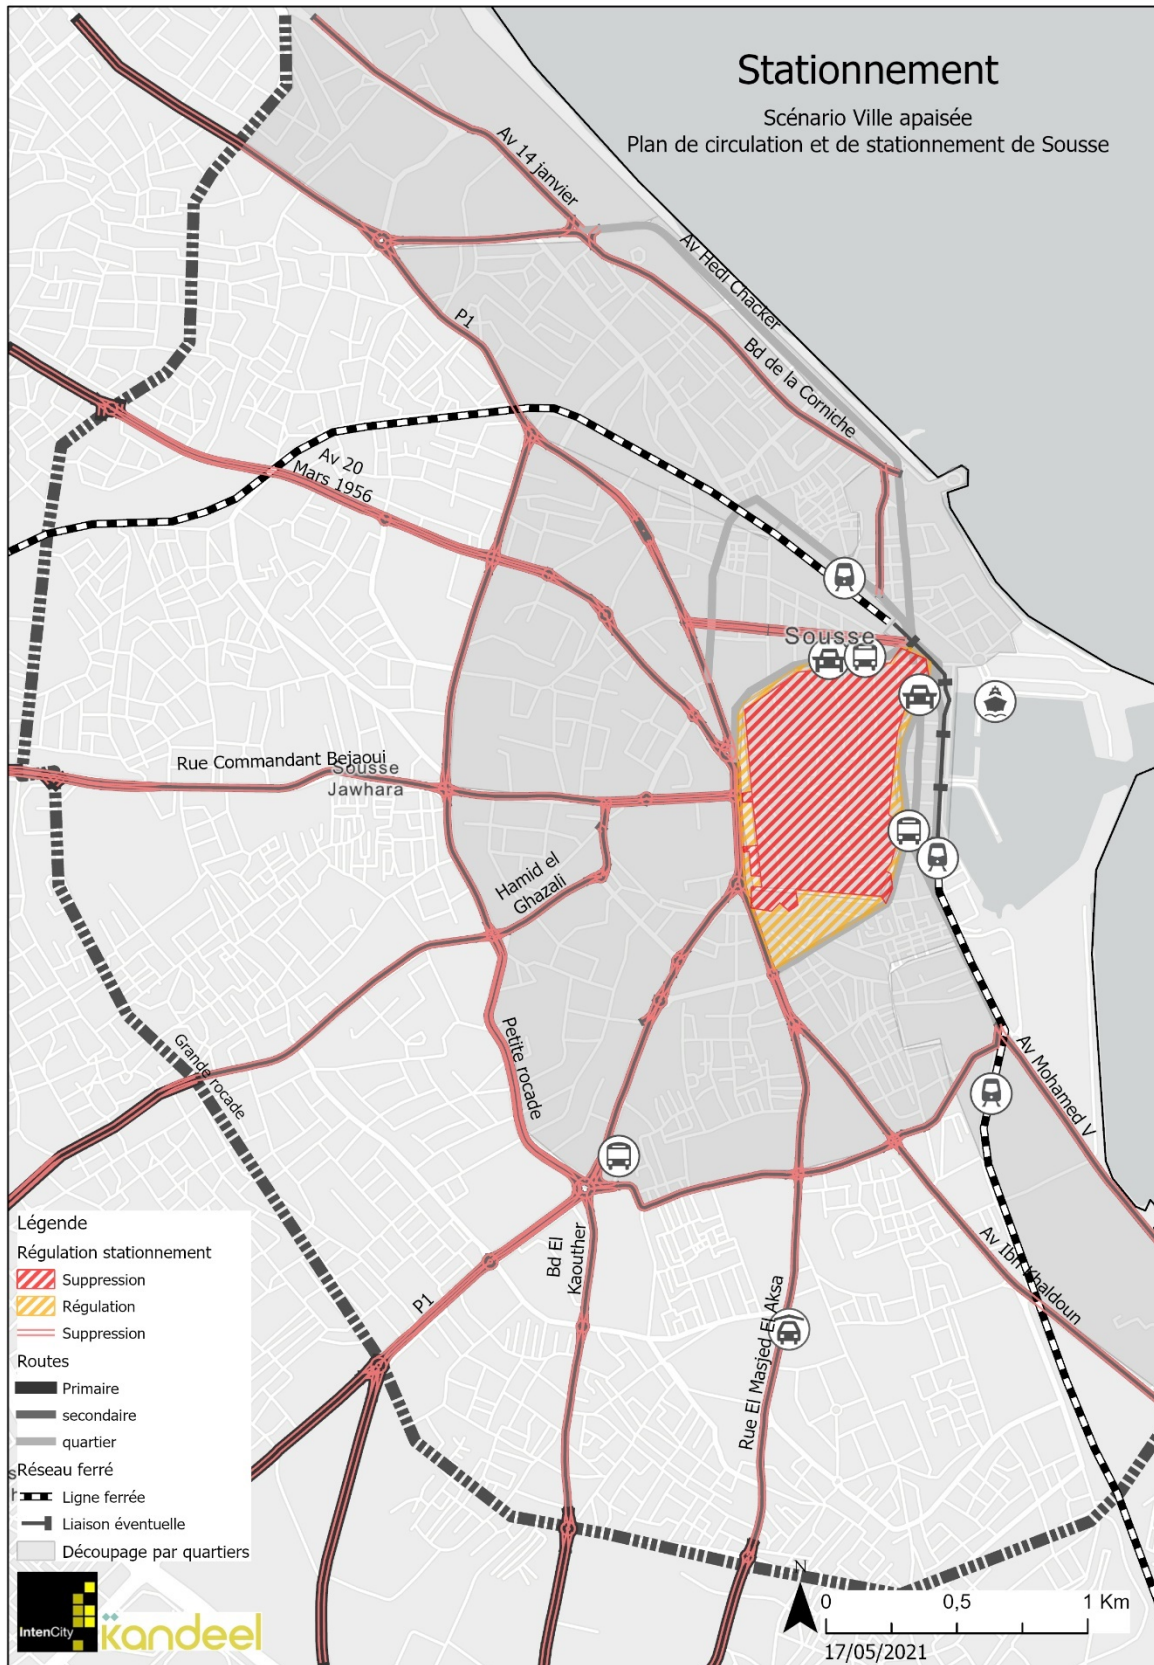 Stationnement
Scénario Ville apaisée
Plan de circulation et de stationnement de Sousse
Av 14 janvier
Av Hedi Chacker
P1
Bd de la Corniche
Av 20
Mars 1956
Sousse
Rue Commandant Bejaoui
Sousse
Jawhara
Hamid el
Ghazali
Petite rocade
Grande rocade
Av Mohamed V
Bd El
Kaouther
P1
Av Ibn Khaldoun
Rue El Masjed El Aksa
Légende
Régulation stationnement
Suppression
Régulation
Suppression
Routes
Primaire
secondaire
quartier
Réseau ferré
Ligne ferrée
Liaison éventuelle
Découpage par quartiers
IntenCity
kandeel
N
0 0,5 1 Km
17/05/2021